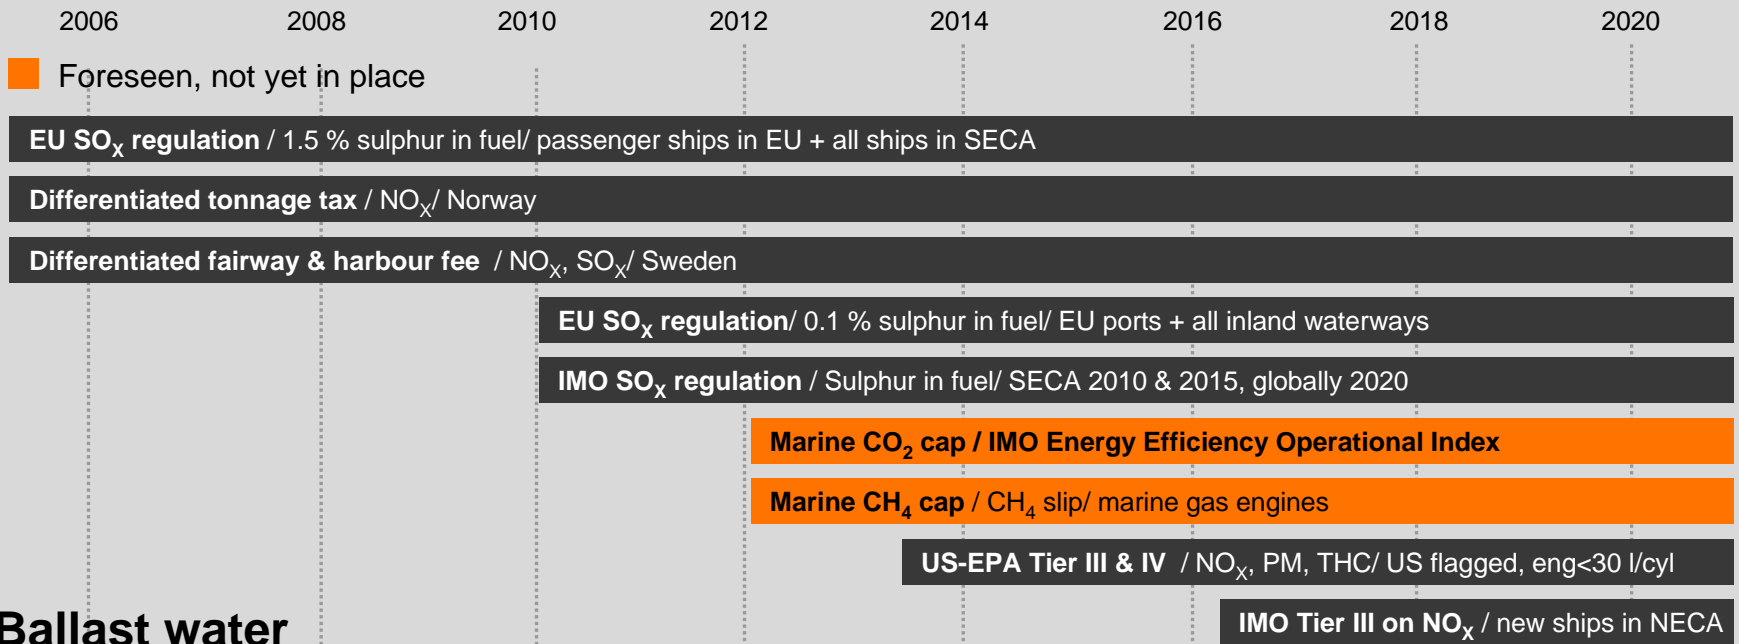 2006 2008 2010 2012 2014 2016 2018 2020
Foreseen, not yet in place
EU SOX regulation / 1.5 % sulphur in fuel/ passenger ships in EU + all ships in SECA
Differentiated tonnage tax / NOX/ Norway
Differentiated fairway & harbour fee / NOX, SOX/ Sweden
EU SOX regulation/ 0.1 % sulphur in fuel/ EU ports + all inland waterways
IMO SOX regulation / Sulphur in fuel/ SECA 2010 & 2015, globally 2020
Marine CO2 cap / IMO Energy Efficiency Operational Index
Marine CH4 cap / CH4 slip/ marine gas engines
US-EPA Tier III & IV / NOX, PM, THC/ US flagged, eng<30 l/cyl
IMO Tier III on NOX / new ships in NECA
Ballast water